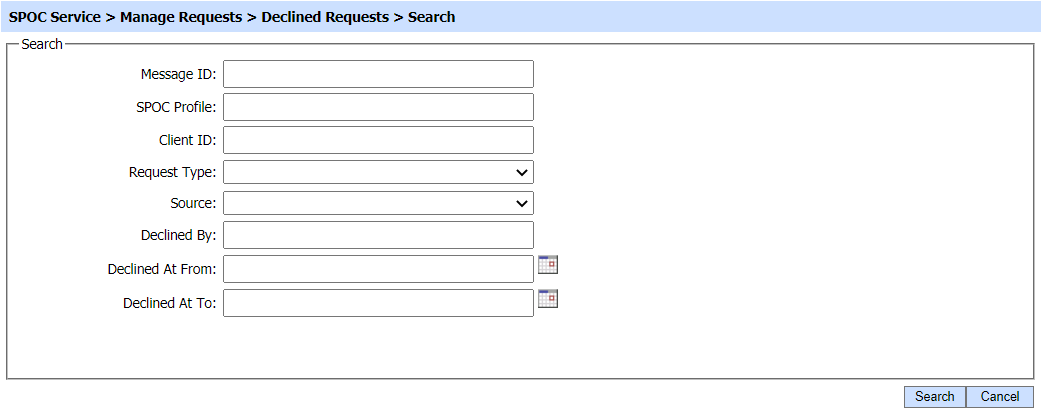 SPOC Service > Manage Requests > Declined Requests > Search
Search
Message ID:
SPOC Profile:
Client ID:
Request Type:
Source:
Declined By:
Declined At From:
Declined At To:
Search Cancel